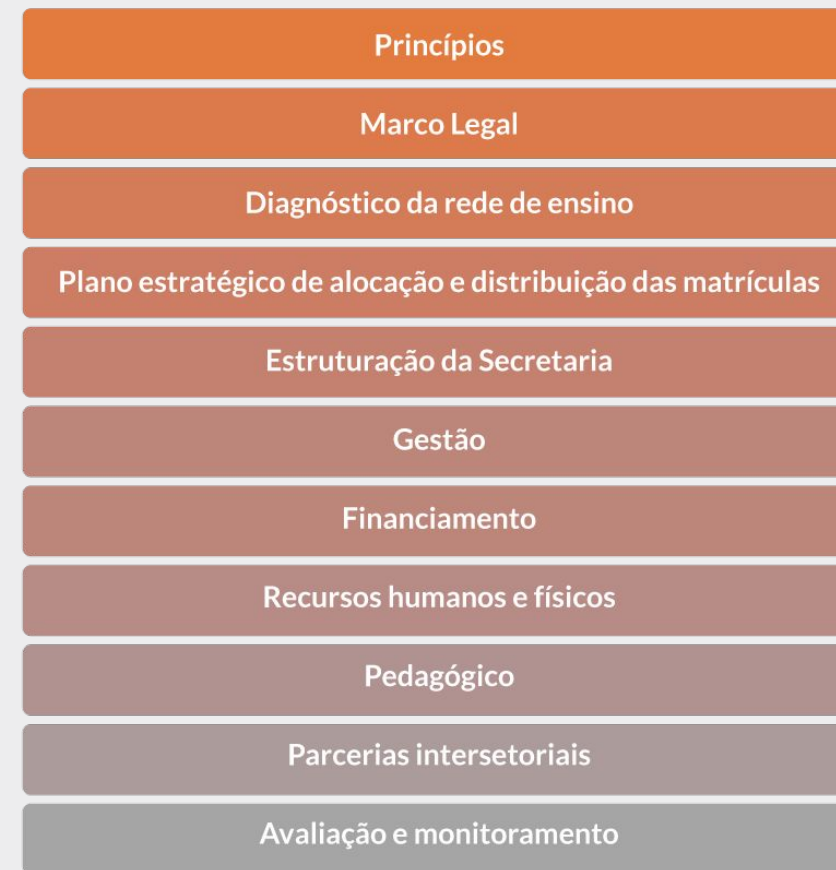 Princípios
Marco Legal
Diagnóstico da rede de ensino
Plano estratégico de alocação e distribuição das matrículas
Estruturação da Secretaria
Gestão
Financiamento
Recursos humanos e físicos
Pedagógico
Parcerias intersetoriais
Avaliação e monitoramento